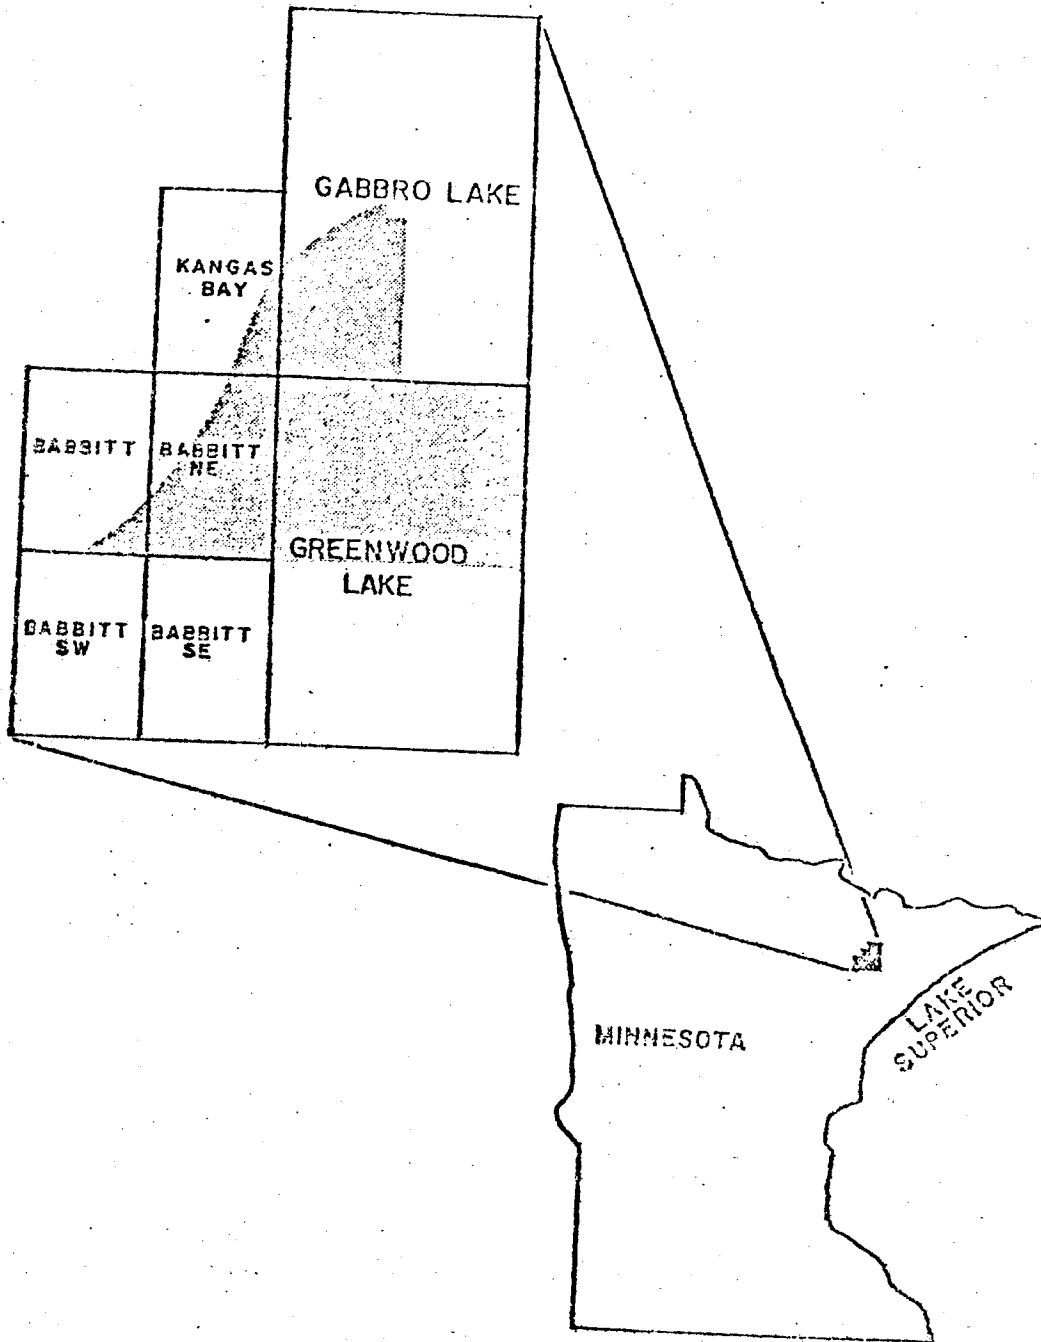 GABBRO LAKE
KANGAS
BAY
BABBITT
BABBITT
NE
GREENWOOD
LAKE
BABBITT
SW
BABBITT
SE
MINNESOTA
LAKE
SUPERIOR